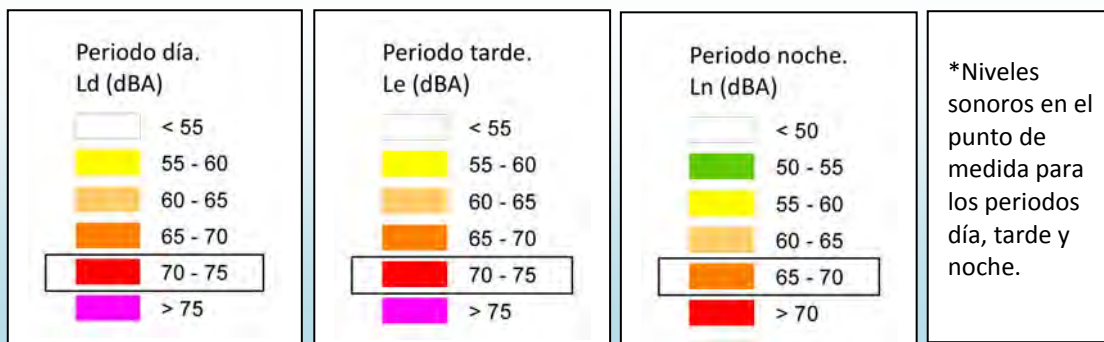 Periodo día.
Ld (dBA)
< 55
55 - 60
60 - 65
65 - 70
70 - 75
> 75
Periodo tarde.
Le (dBA)
< 55
55 - 60
60 - 65
65 - 70
70 - 75
> 75
Periodo noche.
Ln (dBA)
< 50
50 - 55
55 - 60
60 - 65
65 - 70
> 70
*Niveles
sonoros en el
punto de
medida para
los periodos
día, tarde y
noche.